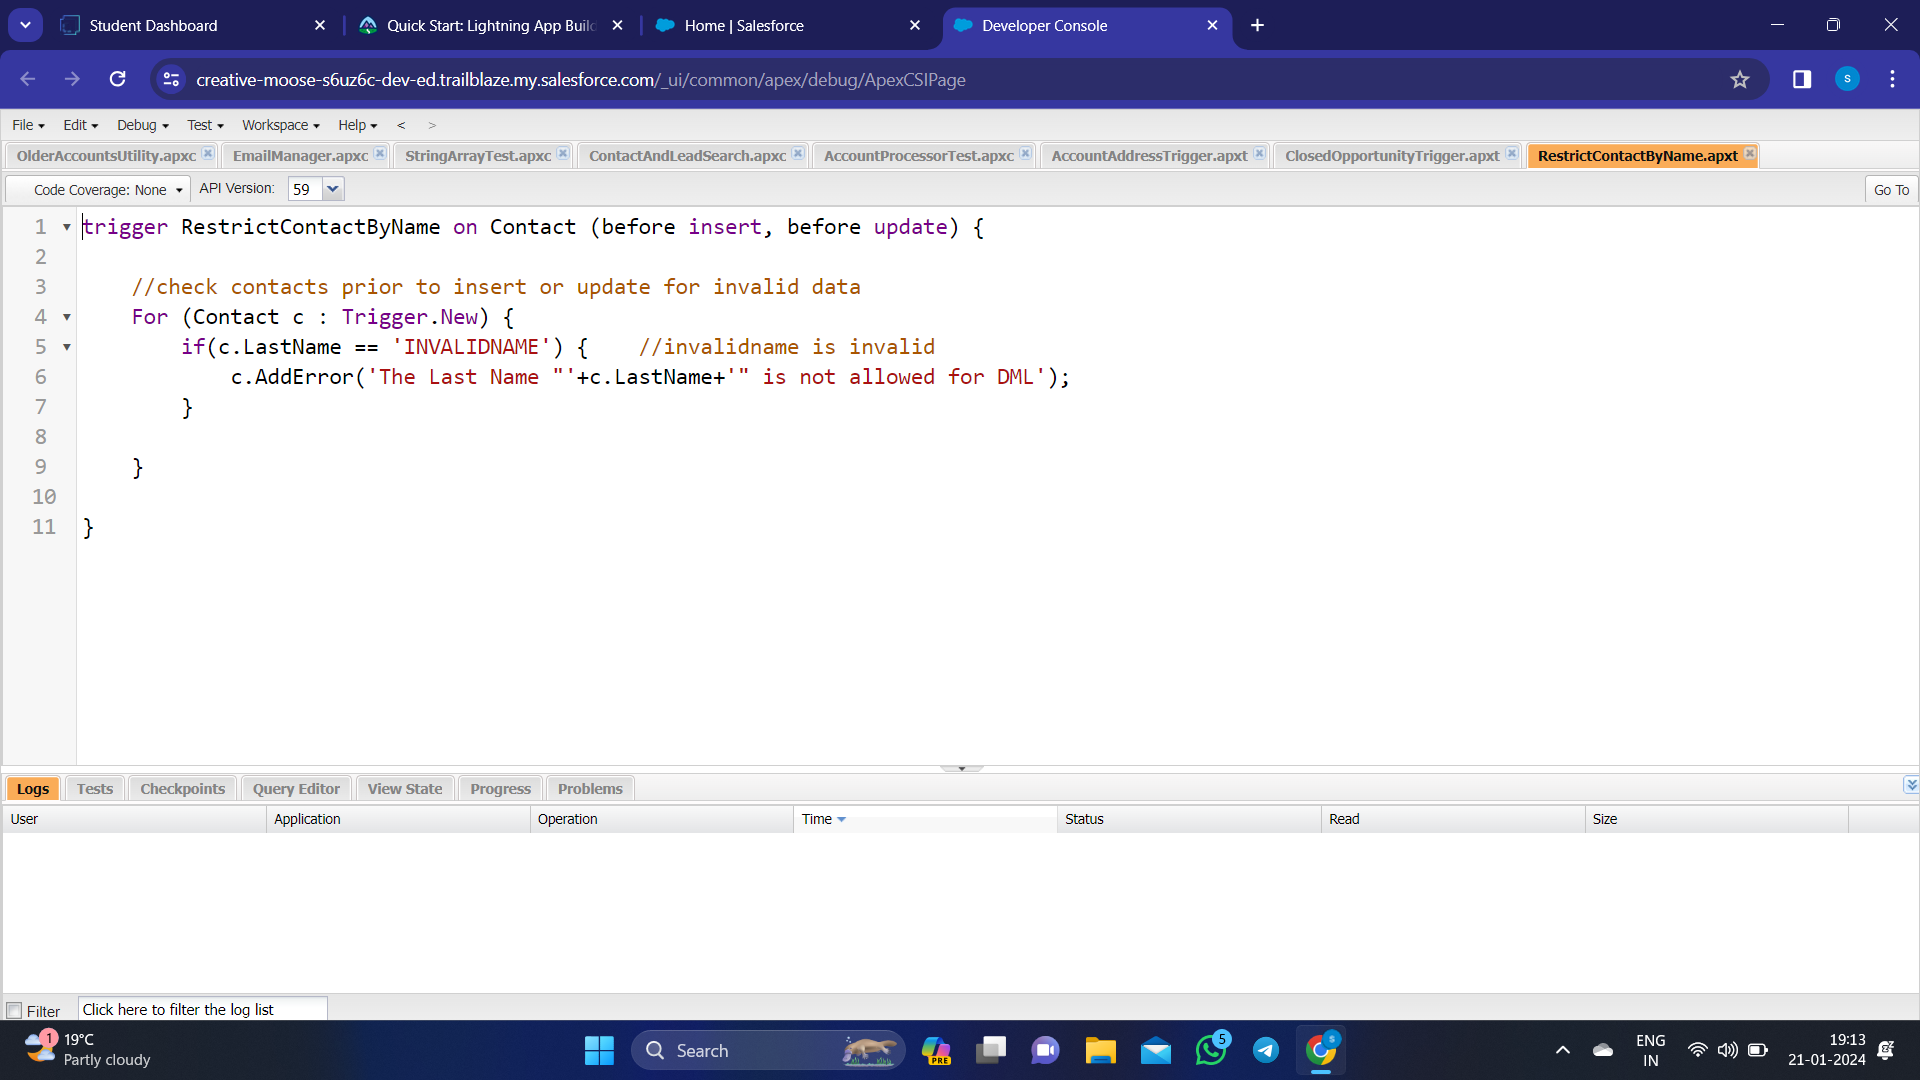 Student Dashboard
Quick Start: Lightning App Buil
Home | Salesforce
Developer Console
creative-moose-s6uz6c-dev-ed.trailblaze.my.salesforce.com/_ui/common/apex/debug/ApexCSIPage
S
File Edit Debug Test Workspace Help < >
OlderAccountsUtility.apxc EmailManager.apxc StringArrayTest.apxc ContactAndLeadSearch.apxc AccountProcessorTest.apxc AccountAddressTrigger.apxt ClosedOpportunityTrigger.apxt RestrictContactByName.apxt
Code Coverage: None API Version: 59 Go To
1 trigger RestrictContactByName on Contact (before insert, before update) {
2
3 //check contacts prior to insert or update for invalid data
4 For (Contact c : Trigger.New) {
5 if(c.LastName == 'INVALIDNAME') { //invalidname is invalid
6 c.AddError('The Last Name "'+c.LastName+'" is not allowed for DML');
7 }
8
9 }
10
11 }
Logs Tests Checkpoints Query Editor View State Progress Problems
User Application Operation Time Status Read Size
Filter Click here to filter the log list
1
19°C
Partly cloudy
Search
PRE
5
S
ENG
IN
19:13
21-01-2024